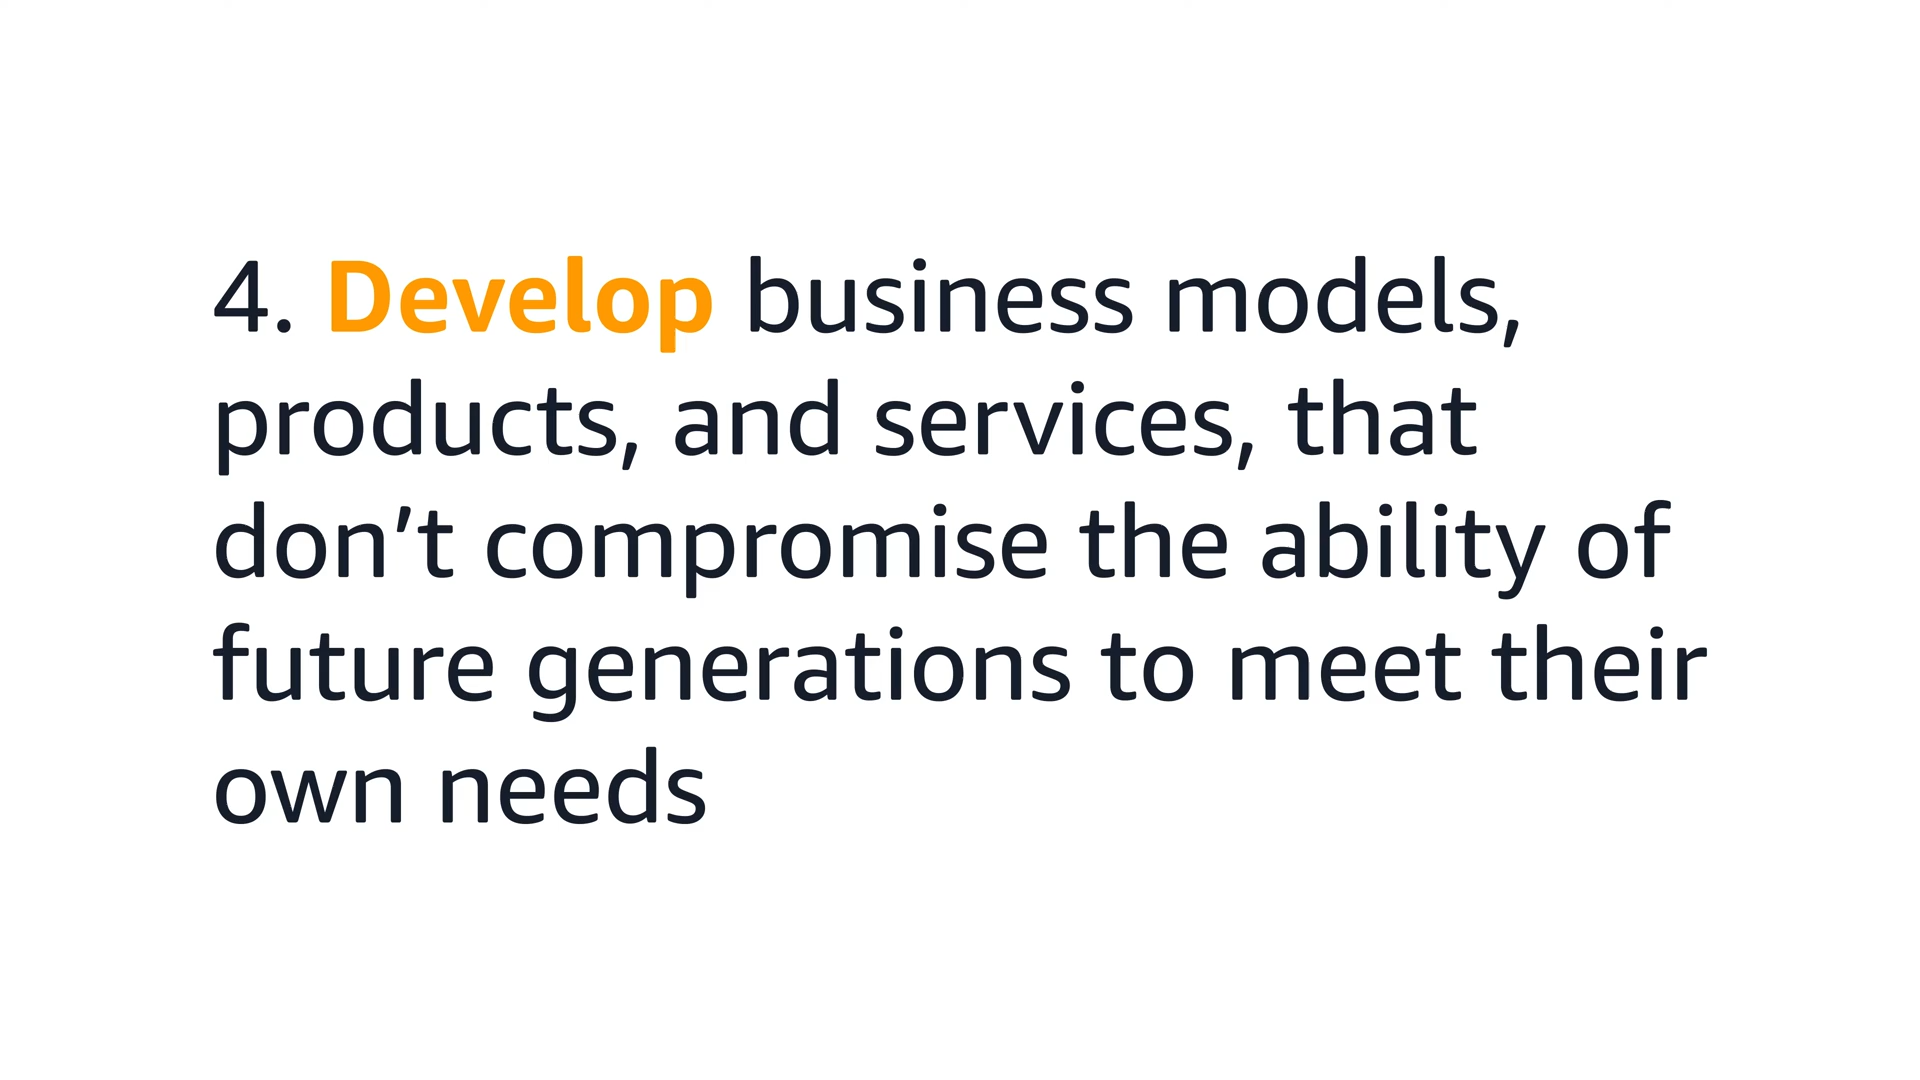 4. Develop business models,
products, and services, that
don’t compromise the ability of
future generations to meet their
own needs